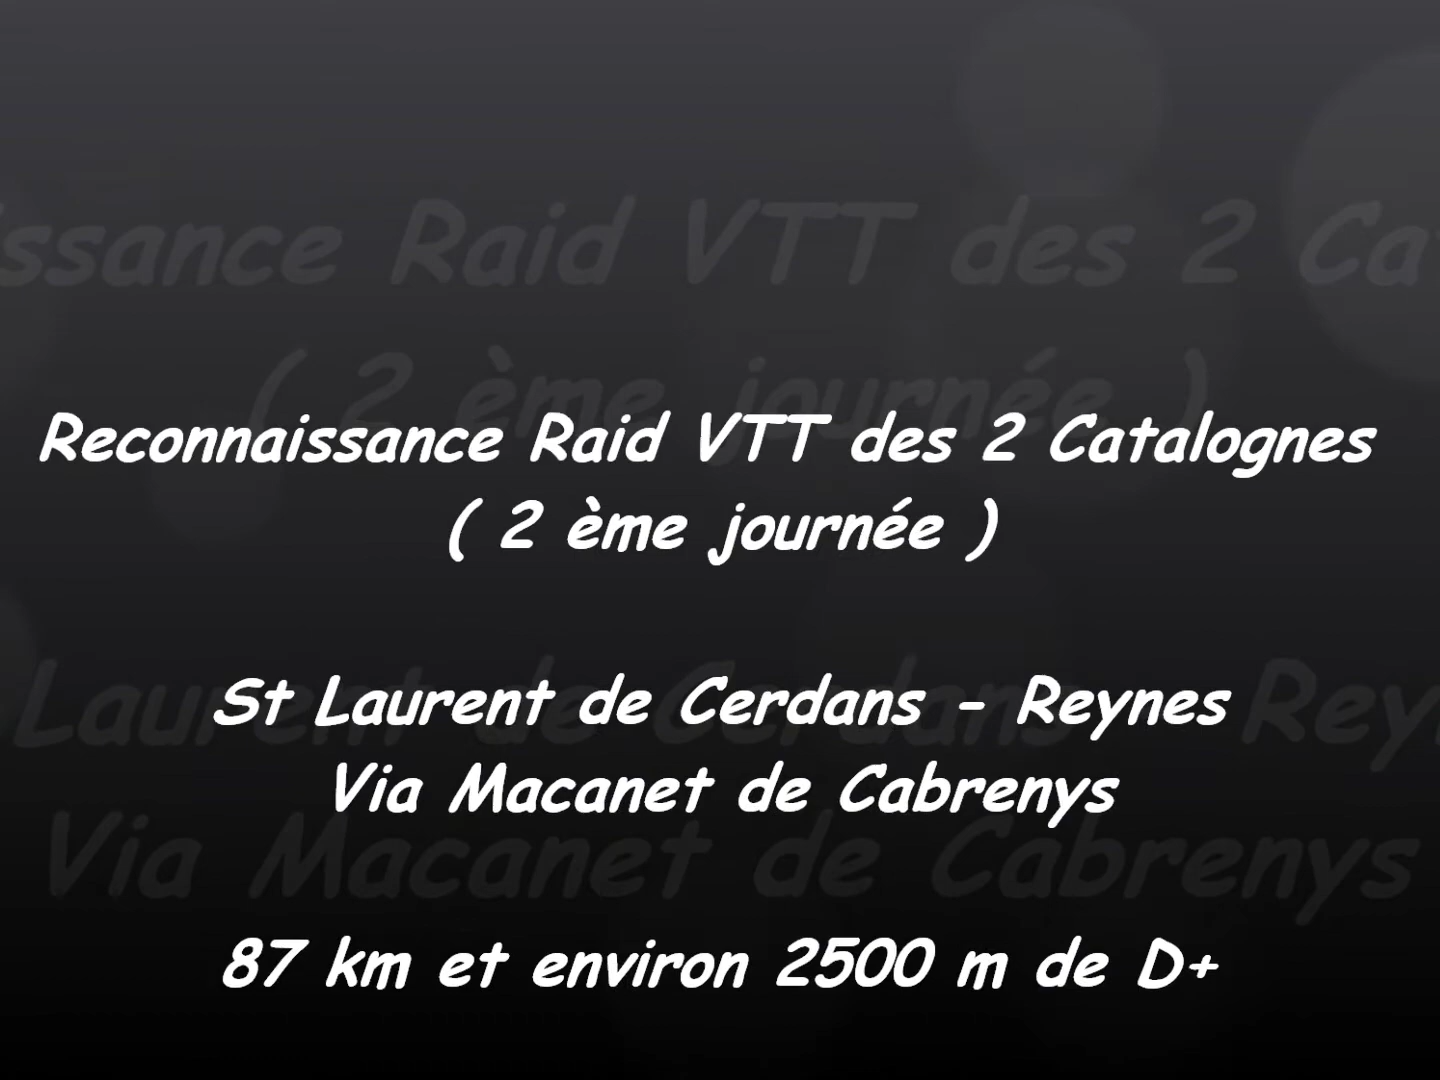 Reconnaissance Raid VTT des 2 Catalognes
( 2 ème journée )
St Laurent de Cerdans - Reynes
Via Macanet de Cabrenys
87 km et environ 2500 m de D+